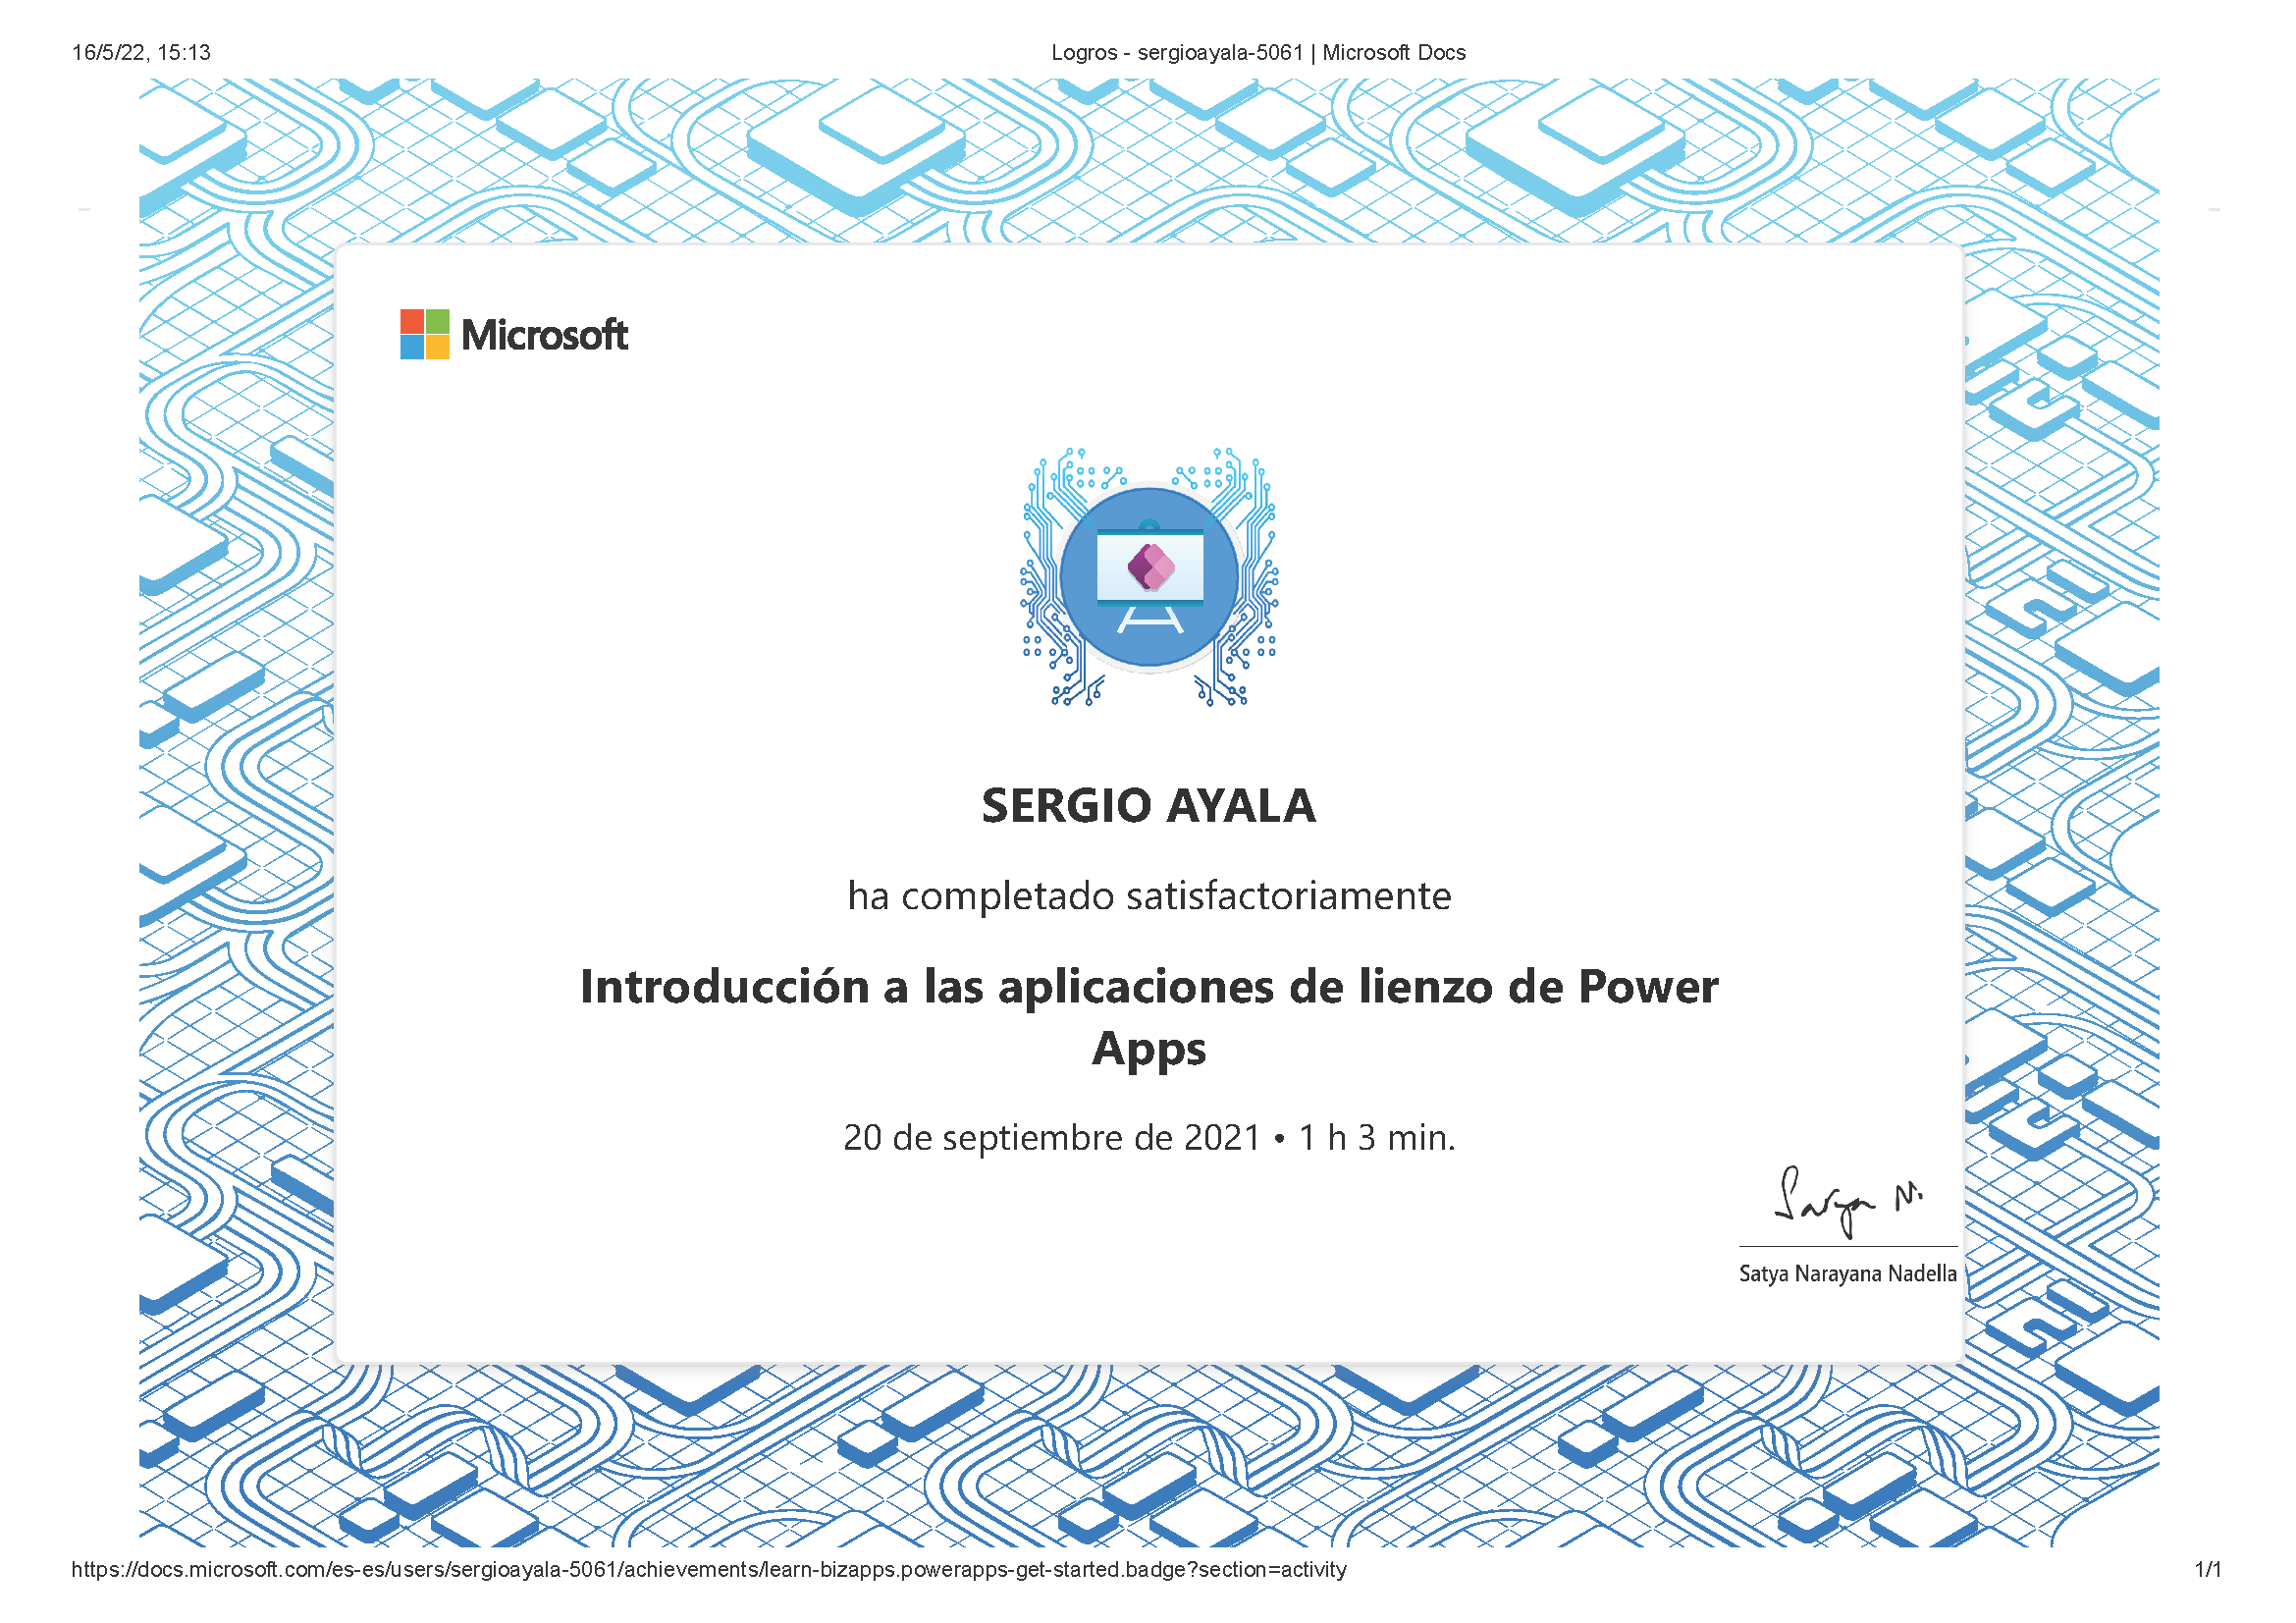 16/5/22, 15:13
Logros - sergioayala-5061 | Microsoft Docs
Microsoft
SERGIO AYALA
ha completado satisfactoriamente
Introducción a las aplicaciones de lienzo de Power
Apps
20 de septiembre de 2021 • 1 h 3 min.
Satya N.
Satya Narayana Nadella
https://docs.microsoft.com/es-es/users/sergioayala-5061/achievements/learn-bizapps.powerapps-get-started.badge?section=activity
1/1